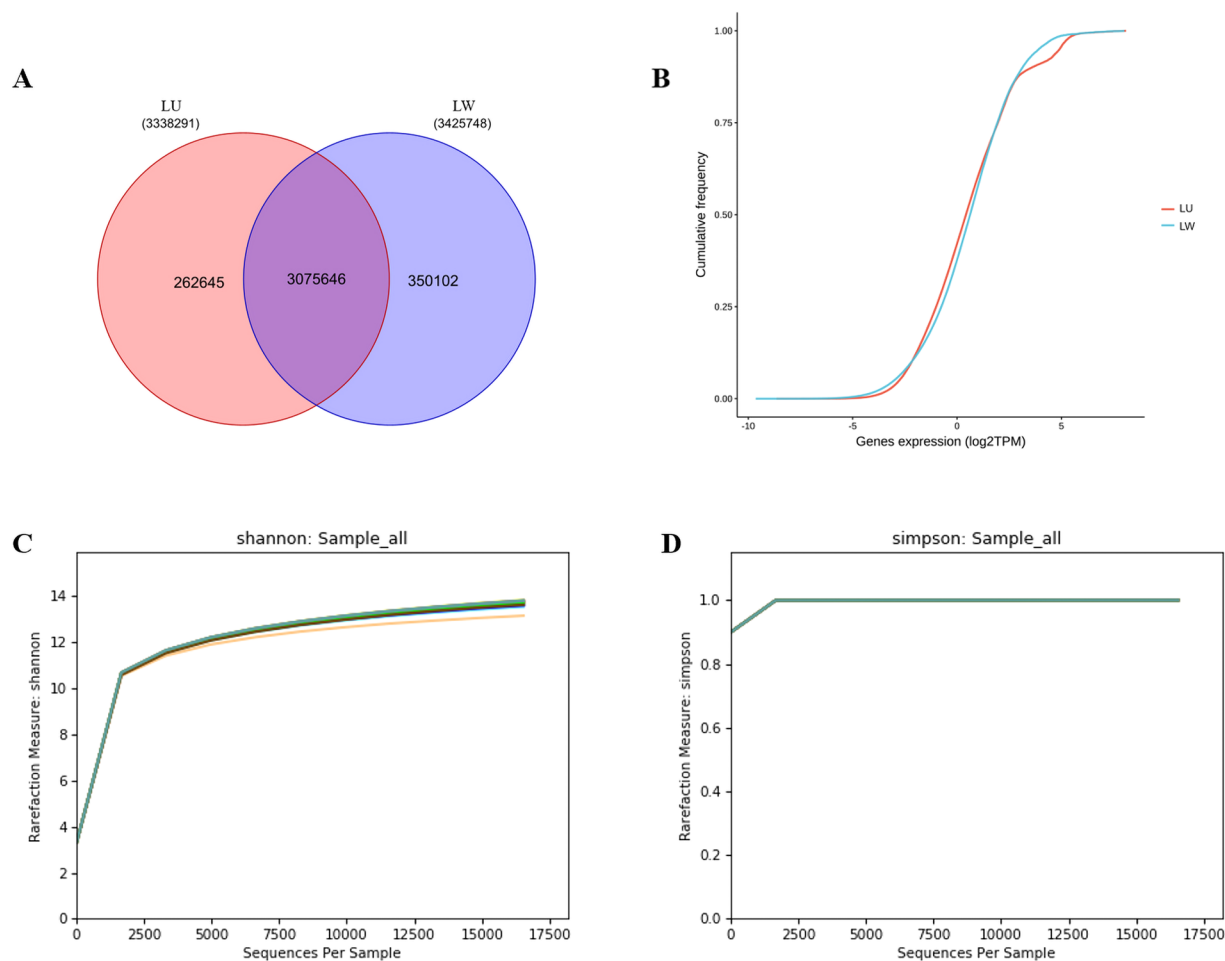 A
LU
(3338291)
LW
(3425748)
262645
3075646
350102
B
1.00
0.75
0.50
0.25
0.00
Cumulative frequency
-10
-5
0
5
Genes expression (log2TPM)
LU
LW
C
shannon: Sample_all
14
12
10
8
6
4
2
0
Rarefaction Measure: shannon
0
2500
5000
7500
10000
12500
15000
17500
Sequences Per Sample
D
simpson: Sample_all
1.0
0.8
0.6
0.4
0.2
0.0
Rarefaction Measure: simpson
0
2500
5000
7500
10000
12500
15000
17500
Sequences Per Sample